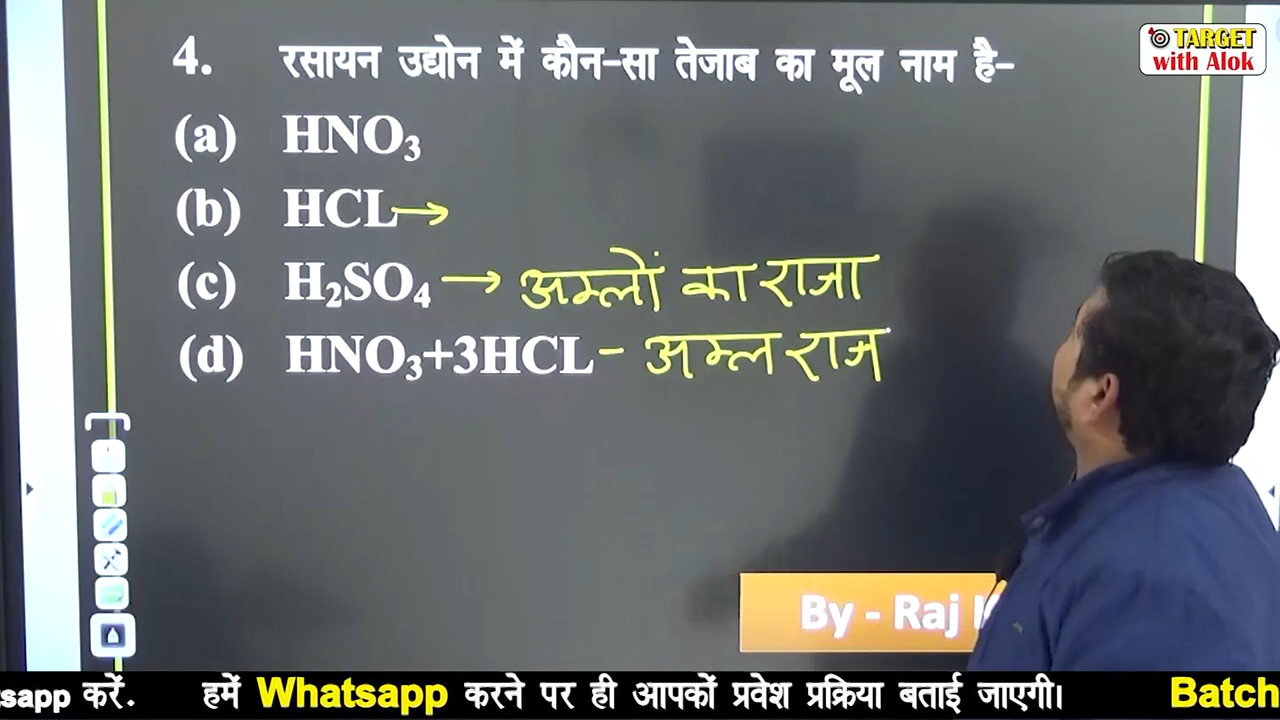 TARGET
with Alok
4. रसायन उद्योन में कौन-सा तेजाब का मूल नाम है-
(a) HNO₃
(b) HCL→
(c) H₂SO₄ → अम्लों का राजा
(d) HNO₃+3HCL - अम्ल राज
By - Raj
sapp करें. हमें Whatsapp करने पर ही आपकों प्रवेश प्रक्रिया बताई जाएगी। Batch